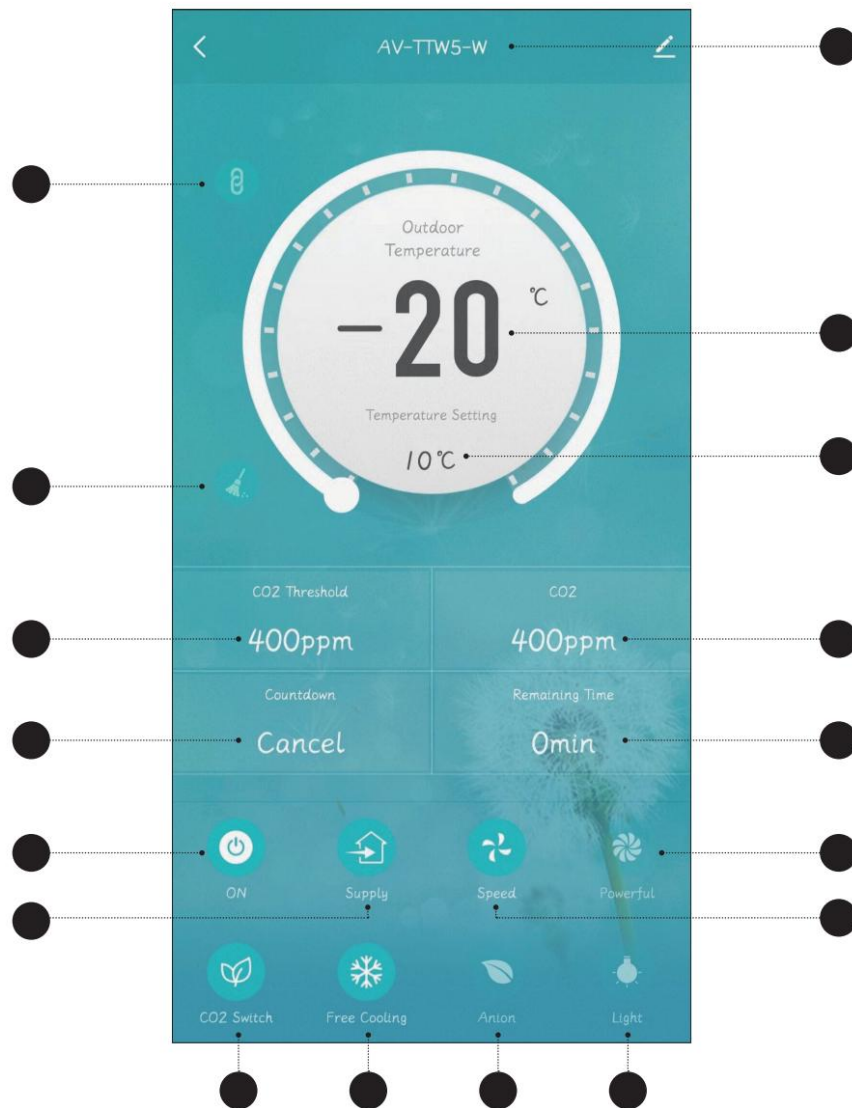 AV-TTW5-W
Outdoor
Temperature
-20 °C
Temperature Setting
10°C
CO2 Threshold
CO2
400ppm
400ppm
Countdown
Remaining Time
Cancel
0min
ON
Supply
Speed
Powerful
CO2 Switch
Free Cooling
Anion
Light